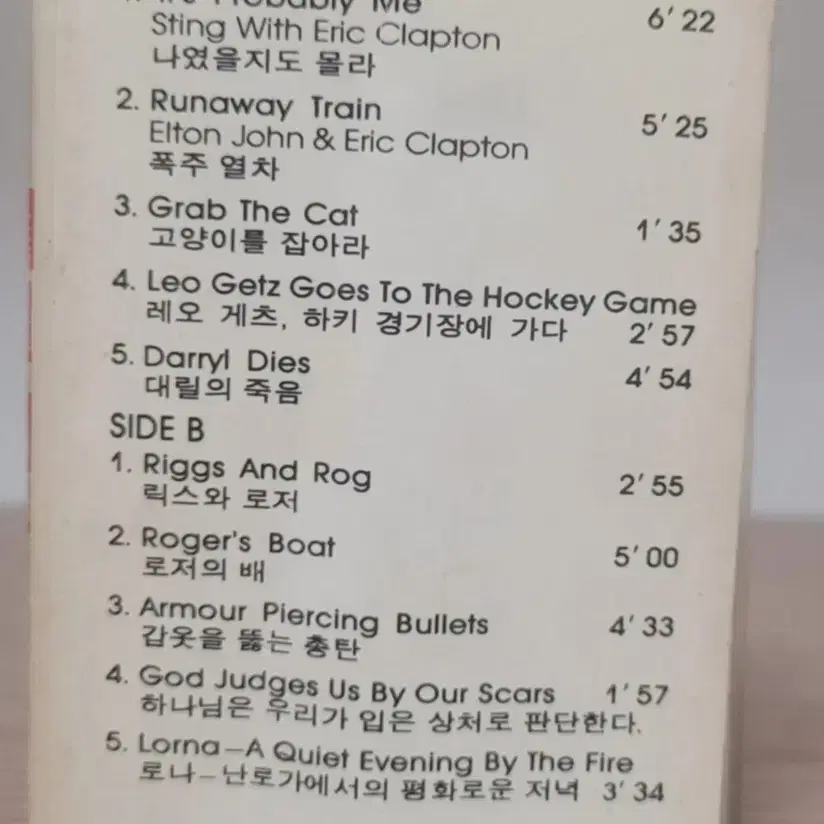 Probably Me 6' 22
Sting With Eric Clapton
나였을지도 몰라
2. Runaway Train 5' 25
Elton John & Eric Clapton
폭주 열차
3. Grab The Cat 1' 35
고양이를 잡아라
4. Leo Getz Goes To The Hockey Game
레오 게츠, 하키 경기장에 가다 2' 57
5. Darryl Dies 4' 54
대릴의 죽음
SIDE B
1. Riggs And Rog 2' 55
릭스와 로저
2. Roger's Boat 5' 00
로저의 배
3. Armour Piercing Bullets 4' 33
갑옷을 뚫는 총탄
4. God Judges Us By Our Scars 1' 57
하나님은 우리가 입은 상처로 판단한다.
5. Lorna–A Quiet Evening By The Fire
로나–난로가에서의 평화로운 저녁 3' 34